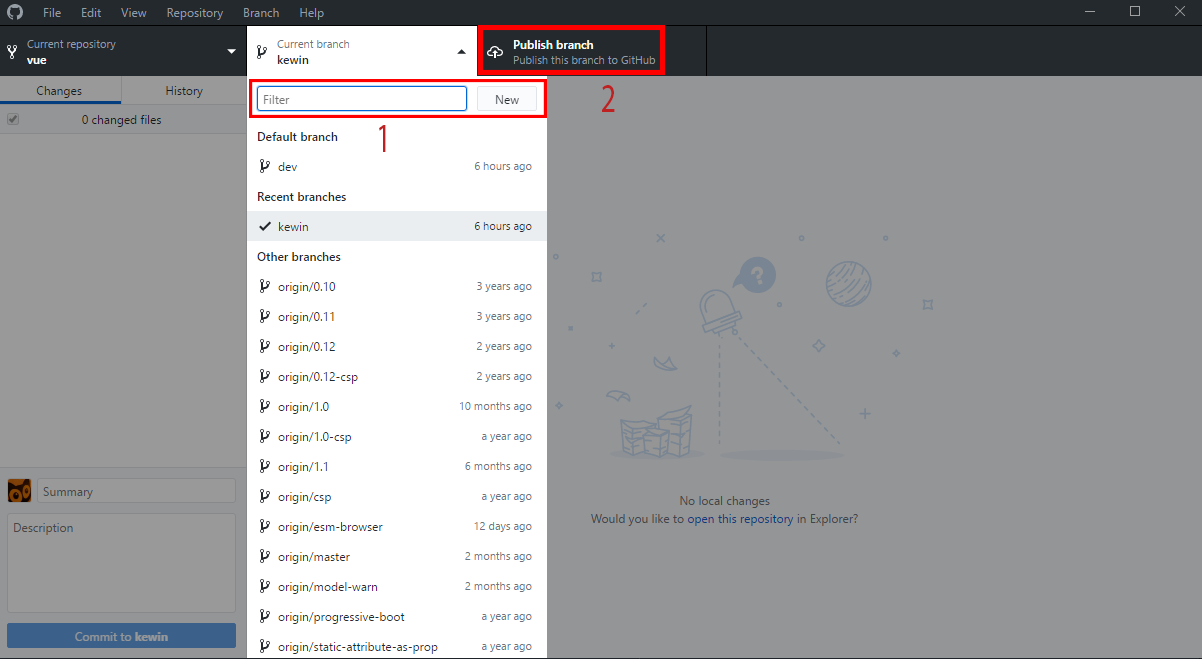 File Edit View Repository Branch Help
Current repository
vue
Current branch
kewin
Publish branch
Publish this branch to GitHub
Changes History
0 changed files
Filter New
1
2
Default branch
dev 6 hours ago
Recent branches
kewin 6 hours ago
Other branches
origin/0.10 3 years ago
origin/0.11 3 years ago
origin/0.12 2 years ago
origin/0.12-csp 2 years ago
origin/1.0 10 months ago
origin/1.0-csp a year ago
origin/1.1 6 months ago
origin/csp a year ago
origin/esm-browser 12 days ago
origin/master 2 months ago
origin/model-warn 2 months ago
origin/progressive-boot a year ago
origin/static-attribute-as-prop a year ago
Summary
Description
Commit to kewin
?
No local changes
Would you like to open this repository in Explorer?